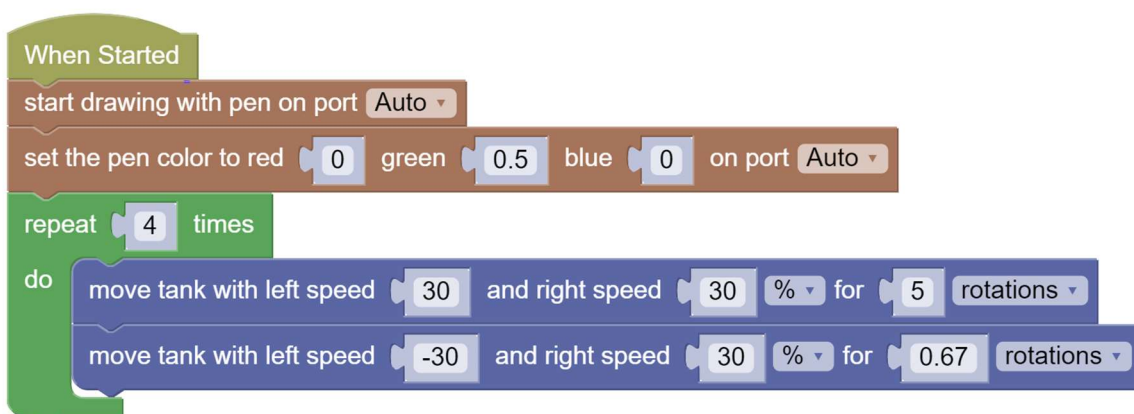 When Started
start drawing with pen on port Auto
set the pen color to red 0 green 0.5 blue 0 on port Auto
repeat 4 times
do
move tank with left speed 30 and right speed 30 % for 5 rotations
move tank with left speed -30 and right speed 30 % for 0.67 rotations